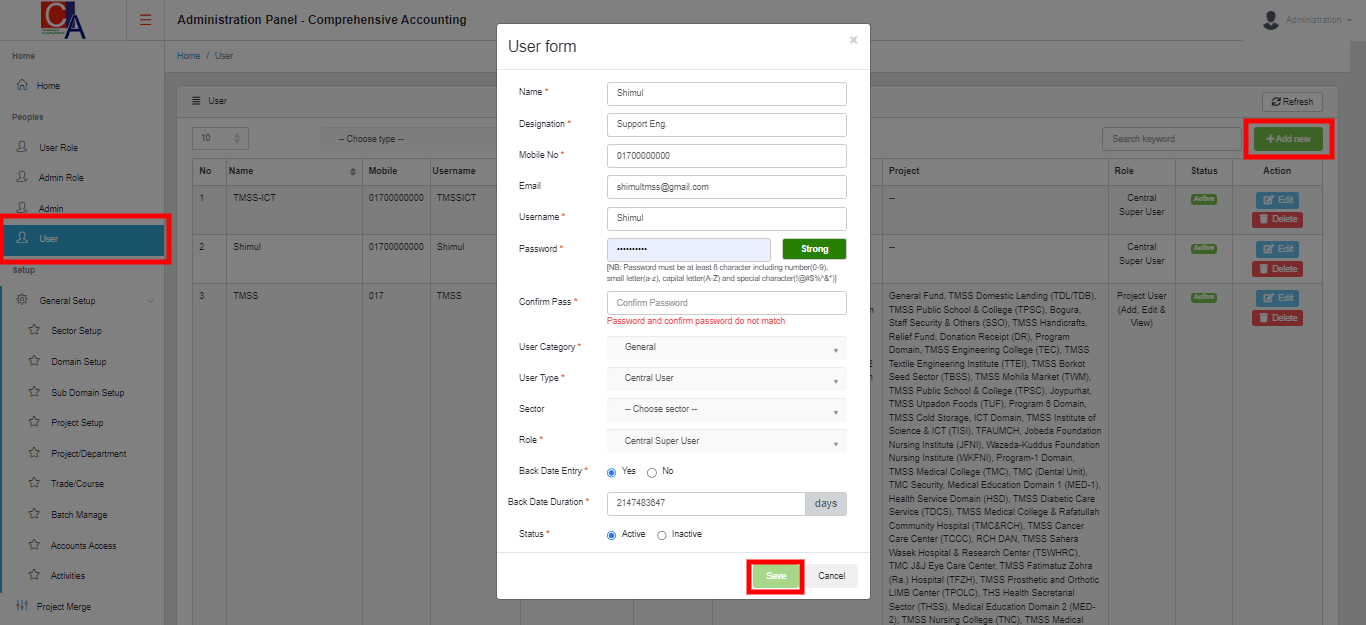 CA
Administration Panel - Comprehensive Accounting
Administration
Home
Home
Peoples
User Role
Admin Role
Admin
User
Setup
General Setup
Sector Setup
Domain Setup
Sub Domain Setup
Project Setup
Project/Department
Trade/Course
Batch Manage
Accounts Access
Activities
Project Merge
Home / User
User
Refresh
10
-- Choose type --
Search keyword
+Add new
No Name Mobile Username Project Role Status Action
1 TMSS-ICT 01700000000 TMSSICT -- Central Super User Active Edit Delete
2 Shimul 01700000000 Shimul -- Central Super User Active Edit Delete
3 TMSS 017 TMSS
General Fund, TMSS Domestic Lending (TDL/TDB),
TMSS Public School & College (TPSC), Bogura,
Staff Security & Others (SSO), TMSS Handicrafts,
Relief Fund, Donation Receipt (DR), Program
Domain, TMSS Engineering College (TEC), TMSS
Textile Engineering Institute (TTEI), TMSS Borkot
Seed Sector (TBSS), TMSS Mohila Market (TWM),
TMSS Public School & College (TPSC), Joypurhat,
TMSS Utpadon Foods (TUF), Program 6 Domain,
TMSS Cold Storage, ICT Domain, TMSS Institute of
Science & ICT (TISI), TFAUMCH, Jobeda Foundation
Nursing Institute (JFNI), Wazeda-Kuddus Foundation
Nursing Institute (WKFNI), Program-1 Domain,
TMSS Medical College (TMC), TMC (Dental Unit),
TMC Security, Medical Education Domain 1 (MED-1),
Health Service Domain (HSD), TMSS Diabetic Care
Service (TDCS), TMSS Medical College & Rafatullah
Community Hospital (TMC&RCH), TMSS Cancer
Care Center (TCCC), RCH DAN, TMSS Sahera
Wasek Hospital & Research Center (TSWHRC),
TMC J&J Eye Care Center, TMSS Fatimatuz Zohra
(Ra.) Hospital (TFZH), TMSS Prosthetic and Orthotic
LIMB Center (TPOLC), THS Health Secretarial
Sector (THSS), Medical Education Domain 2 (MED-
2), TMSS Nursing College (TNC), TMSS Medical
Project User
(Add, Edit &
View)
Active
Edit
Delete
User form
×
Name * Shimul
Designation * Support Eng.
Mobile No * 01700000000
Email shimultmss@gmail.com
Username * Shimul
Password * •••••••••• Strong
[NB: Password must be at least 8 character including number(0-9),
small letter(a-z), capital letter(A-Z) and special character(!@#$%^&*)]
Confirm Pass * Confirm Password
Password and confirm password do not match
User Category * General
User Type * Central User
Sector -- Choose sector --
Role * Central Super User
Back Date Entry * Yes No
Back Date Duration * 2147483647 days
Status * Active Inactive
Save Cancel